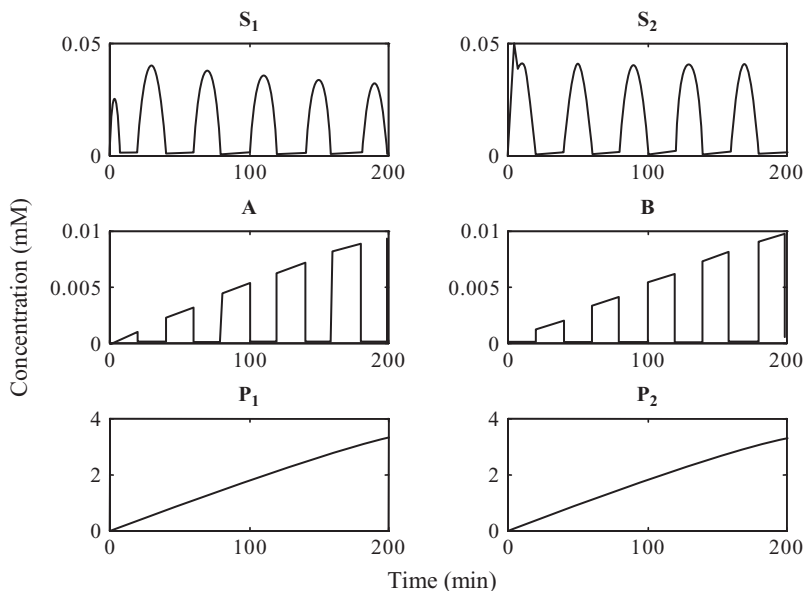 S₁ S₂
0.05 0.05
0 0
0 100 200 0 100 200
A B
0.01 0.01
0.005 0.005
0 0
0 100 200 0 100 200
P₁ P₂
4 4
2 2
0 0
0 100 200 0 100 200
Concentration (mM)
Time (min)